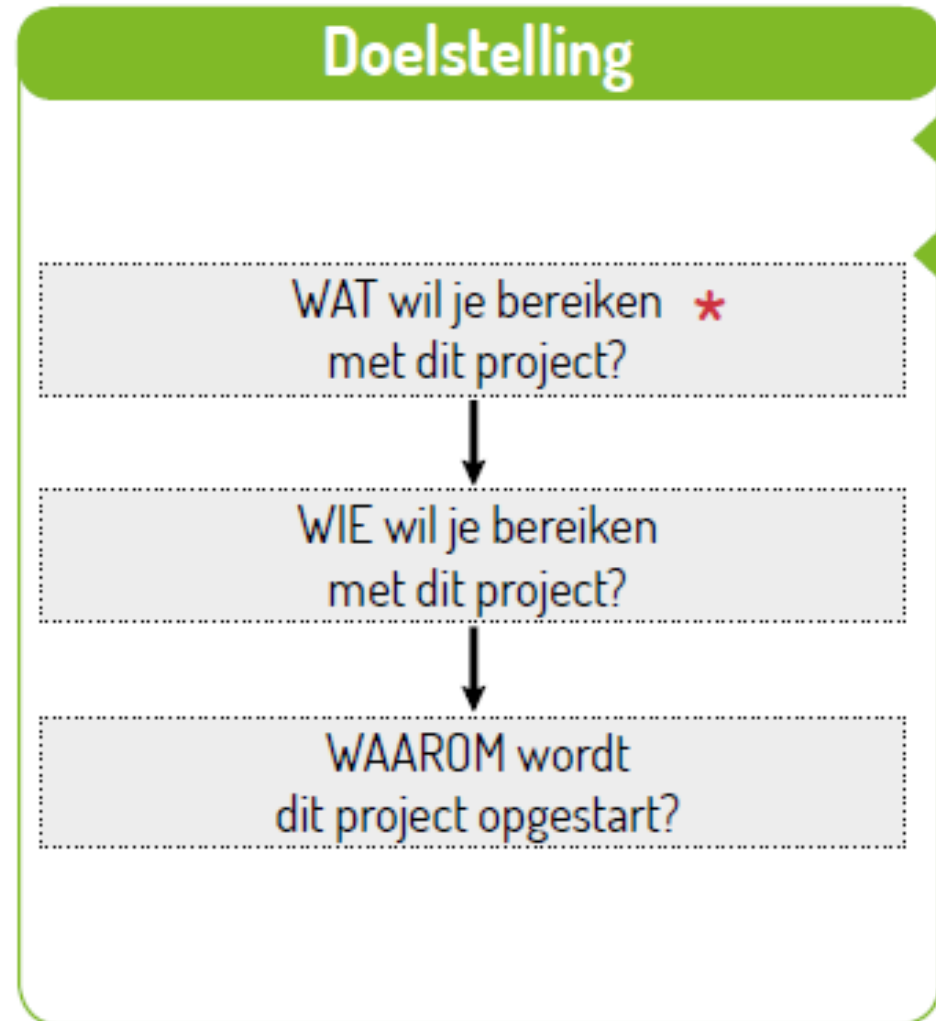 Doelstelling
WAT wil je bereiken *
met dit project?
WIE wil je bereiken
met dit project?
WAAROM wordt
dit project opgestart?